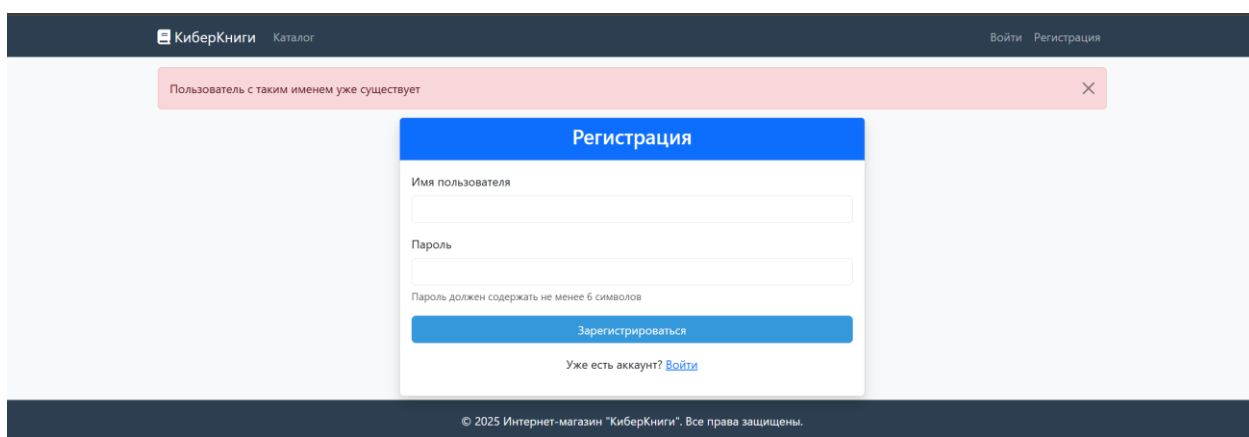 КиберКниги Каталог Войти Регистрация
Пользователь с таким именем уже существует
Регистрация
Имя пользователя
Пароль
Пароль должен содержать не менее 6 символов
Зарегистрироваться
Уже есть аккаунт? Войти
© 2025 Интернет-магазин "КиберКниги". Все права защищены.